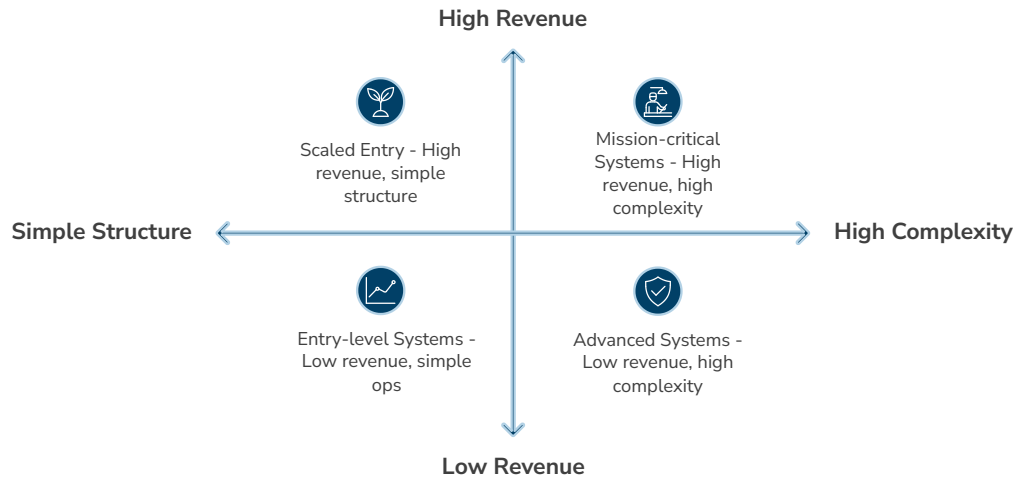 High Revenue
Scaled Entry - High
revenue, simple
structure
Mission-critical
Systems - High
revenue, high
complexity
Simple Structure
High Complexity
Entry-level Systems -
Low revenue, simple
ops
Advanced Systems -
Low revenue, high
complexity
Low Revenue